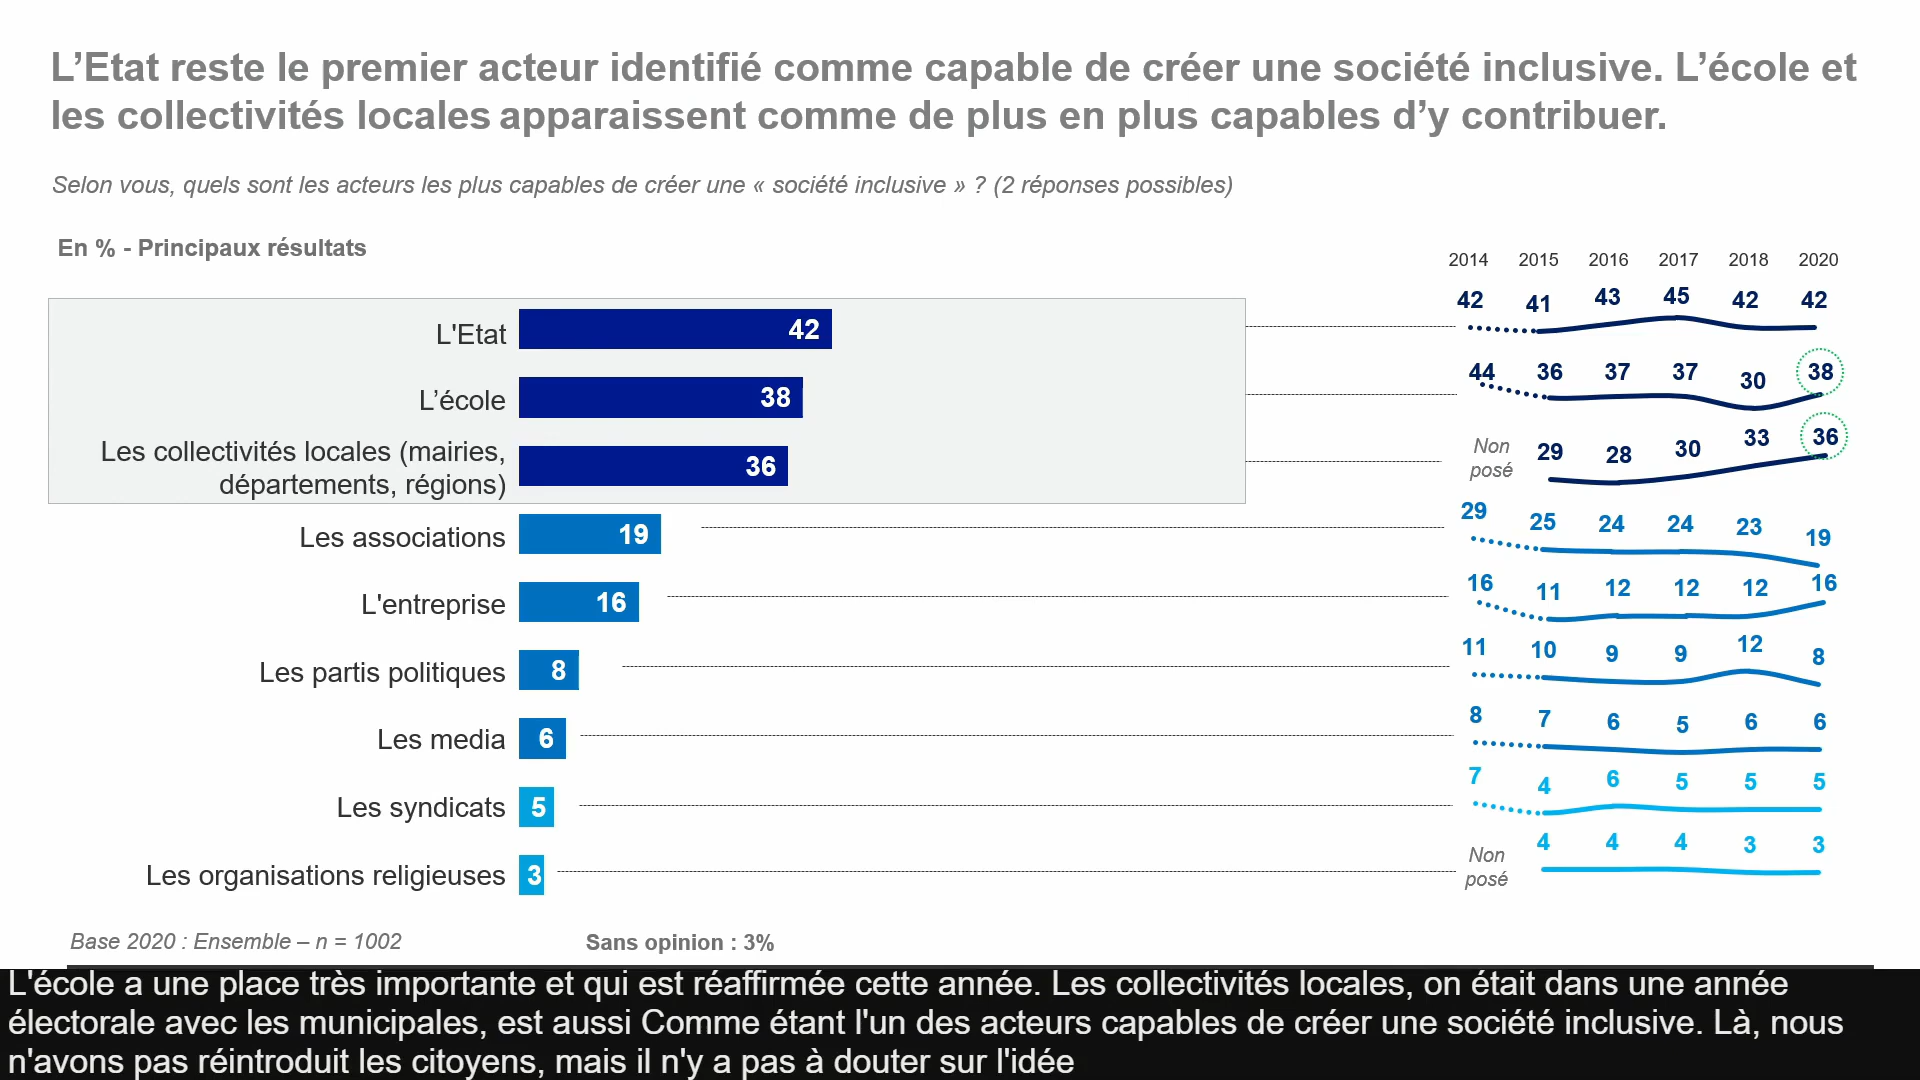 L’Etat reste le premier acteur identifié comme capable de créer une société inclusive. L’école et
les collectivités locales apparaissent comme de plus en plus capables d’y contribuer.
Selon vous, quels sont les acteurs les plus capables de créer une « société inclusive » ? (2 réponses possibles)
En % - Principaux résultats
2014 2015 2016 2017 2018 2020
L'Etat 42 42 41 43 45 42 42
L’école 38 44 36 37 37 30 38
Les collectivités locales (mairies,
départements, régions) 36 Non
posé 29 28 30 33 36
Les associations 19 29 25 24 24 23 19
L'entreprise 16 16 11 12 12 12 16
Les partis politiques 8 11 10 9 9 12 8
Les media 6 8 7 6 5 6 6
Les syndicats 5 7 4 6 5 5 5
Les organisations religieuses 3 Non
posé 4 4 4 3 3
Base 2020 : Ensemble – n = 1002
Sans opinion : 3%
L'école a une place très importante et qui est réaffirmée cette année. Les collectivités locales, on était dans une année
électorale avec les municipales, est aussi Comme étant l'un des acteurs capables de créer une société inclusive. Là, nous
n'avons pas réintroduit les citoyens, mais il n'y a pas à douter sur l'idée